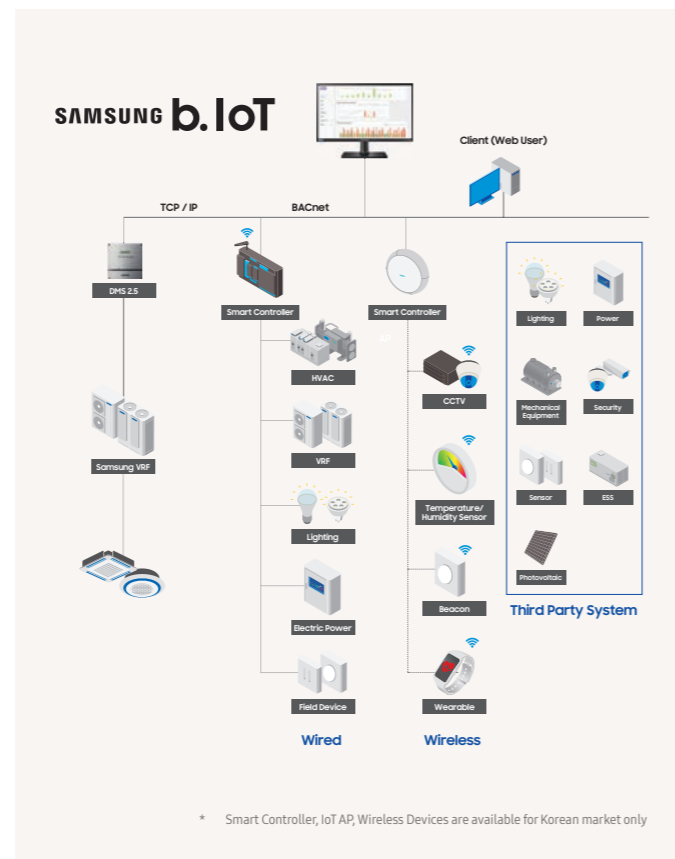 SAMSUNG b.IoT
Client (Web User)
TCP / IP
BACnet
DMS 2.5
Samsung VRF
Smart Controller
HVAC
VRF
Lighting
Electric Power
Field Device
Wired
Smart Controller
CCTV
Temperature/
Humidity Sensor
Beacon
Wearable
Wireless
Lighting
Power
Mechanical
Equipment
Security
Sensor
ESS
Photovoltaic
Third Party System
* Smart Controller, IoT AP, Wireless Devices are available for Korean market only